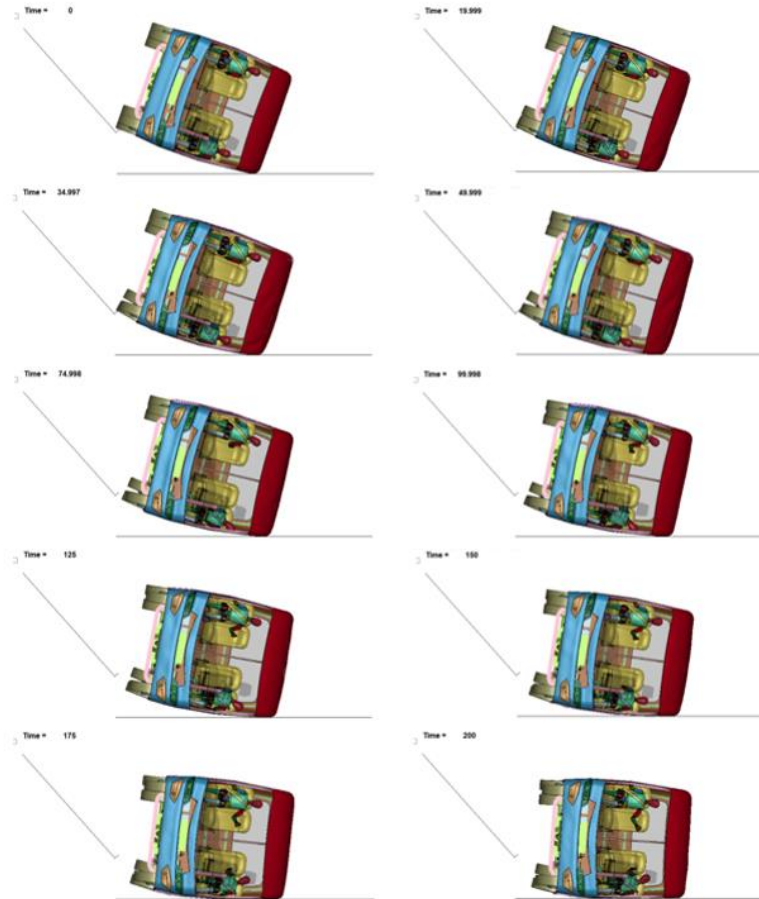 Time = 0
Time = 19.999
Time = 34.997
Time = 49.999
Time = 74.998
Time = 99.998
Time = 125
Time = 150
Time = 175
Time = 200